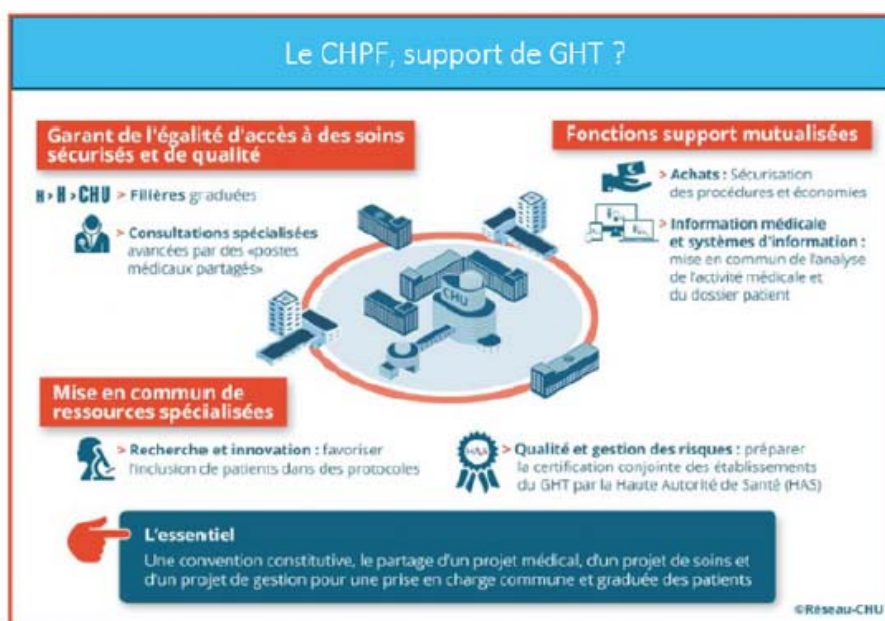 Le CHPF, support de GHT ?
Garant de l'égalité d'accès à des soins
sécurisés et de qualité
H > H > CHU > Filières graduées
> Consultations spécialisées
avancées par des «postes
médicaux partagés»
Fonctions support mutualisées
> Achats : Sécurisation
des procédures et économies
> Information médicale
et systèmes d'information :
mise en commun de l'analyse
de l'activité médicale et
du dossier patient
CHU
Mise en commun de
ressources spécialisées
> Recherche et innovation : favoriser
l'inclusion de patients dans des protocoles
HAS
> Qualité et gestion des risques : préparer
la certification conjointe des établissements
du GHT par la Haute Autorité de Santé (HAS)
L'essentiel
Une convention constitutive, le partage d'un projet médical, d'un projet de soins et
d'un projet de gestion pour une prise en charge commune et graduée des patients
©Réseau-CHU